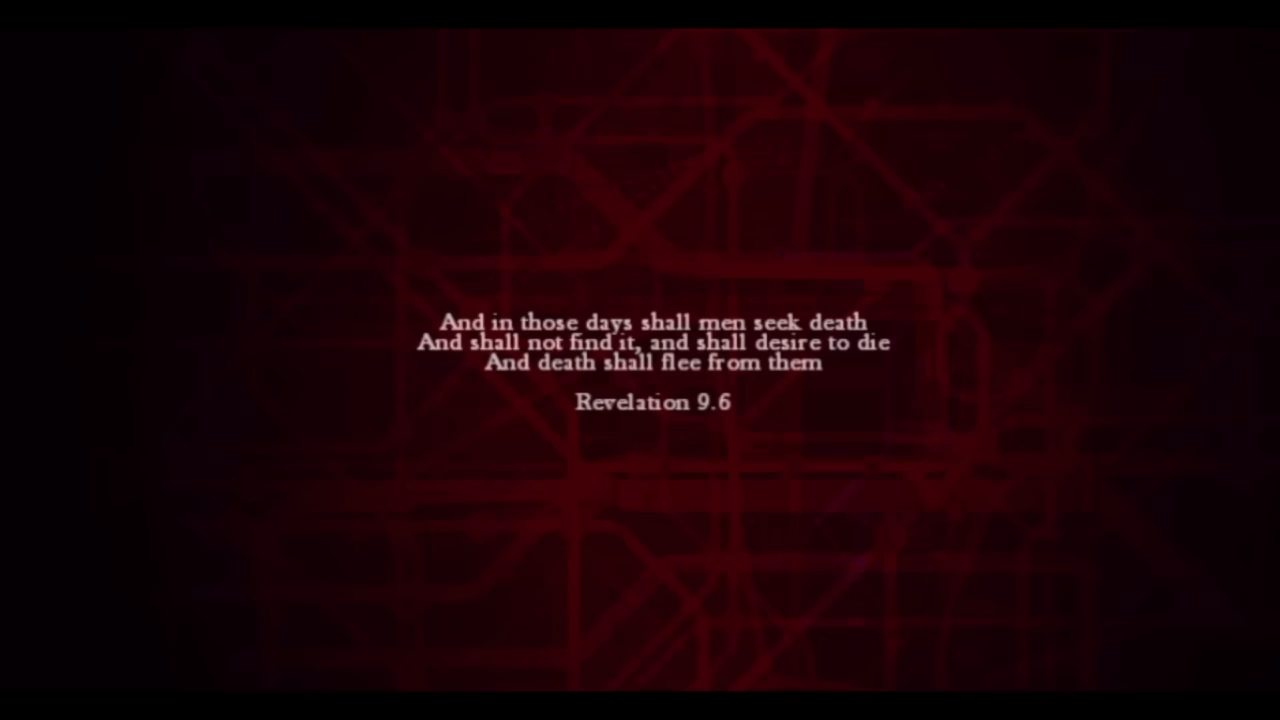 And in those days shall men seek death
And shall not find it, and shall desire to die
And death shall flee from them
Revelation 9.6